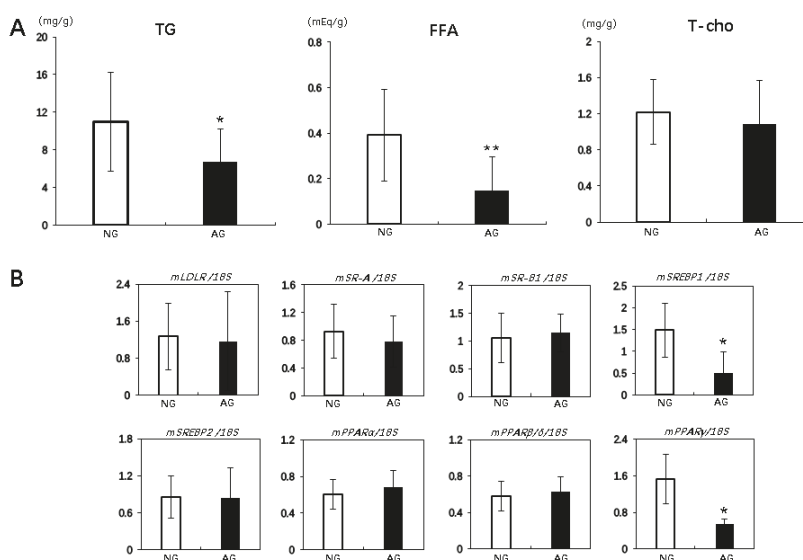 A
(mg/g)
TG
20
16
12
8
4
0
*
NG AG
(mEq/g)
FFA
0.8
0.6
0.4
0.2
0
**
NG AG
(mg/g)
T-cho
2
1.6
1.2
0.8
0.4
0
NG AG
B
mLDLR/18S
2.4
1.6
0.8
0
NG AG
mSR-A/18S
1.6
1.2
0.8
0.4
0
NG AG
mSR-B1/18S
1.8
1.2
0.6
0
NG AG
mSREBP1/18S
2.5
2
1.5
1
0.5
0
*
NG AG
mSREBP2/18S
1.8
1.2
0.6
0
NG AG
mPPARα/18S
1.2
0.8
0.4
0
NG AG
mPPARβ/δ/18S
1.2
0.8
0.4
0
NG AG
mPPARγ/18S
2.4
1.6
0.8
0
*
NG AG